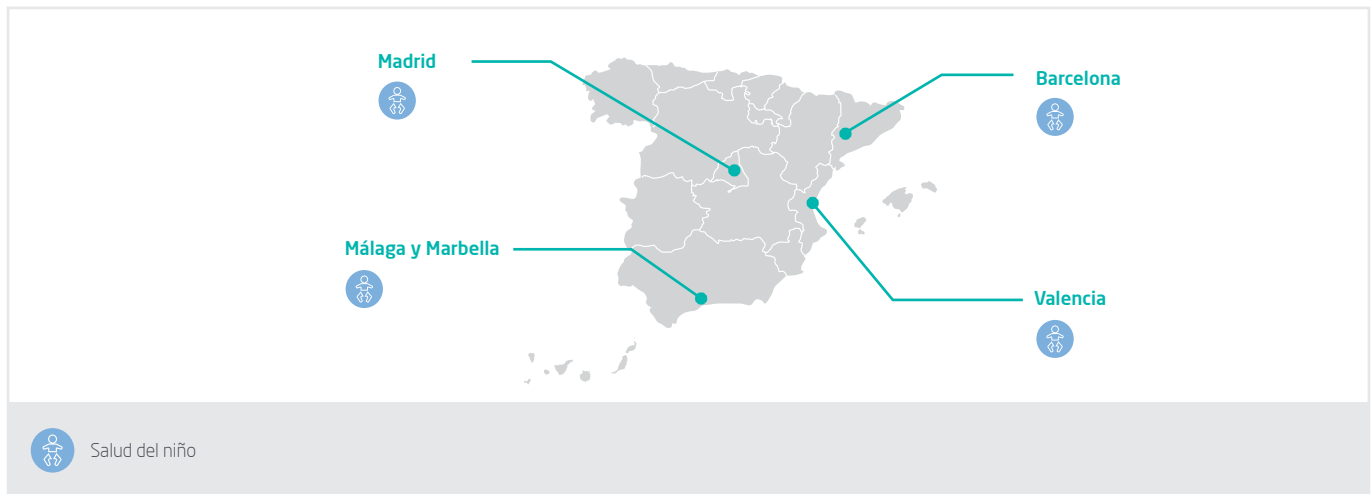 Madrid
Barcelona
Málaga y Marbella
Valencia
Salud del niño